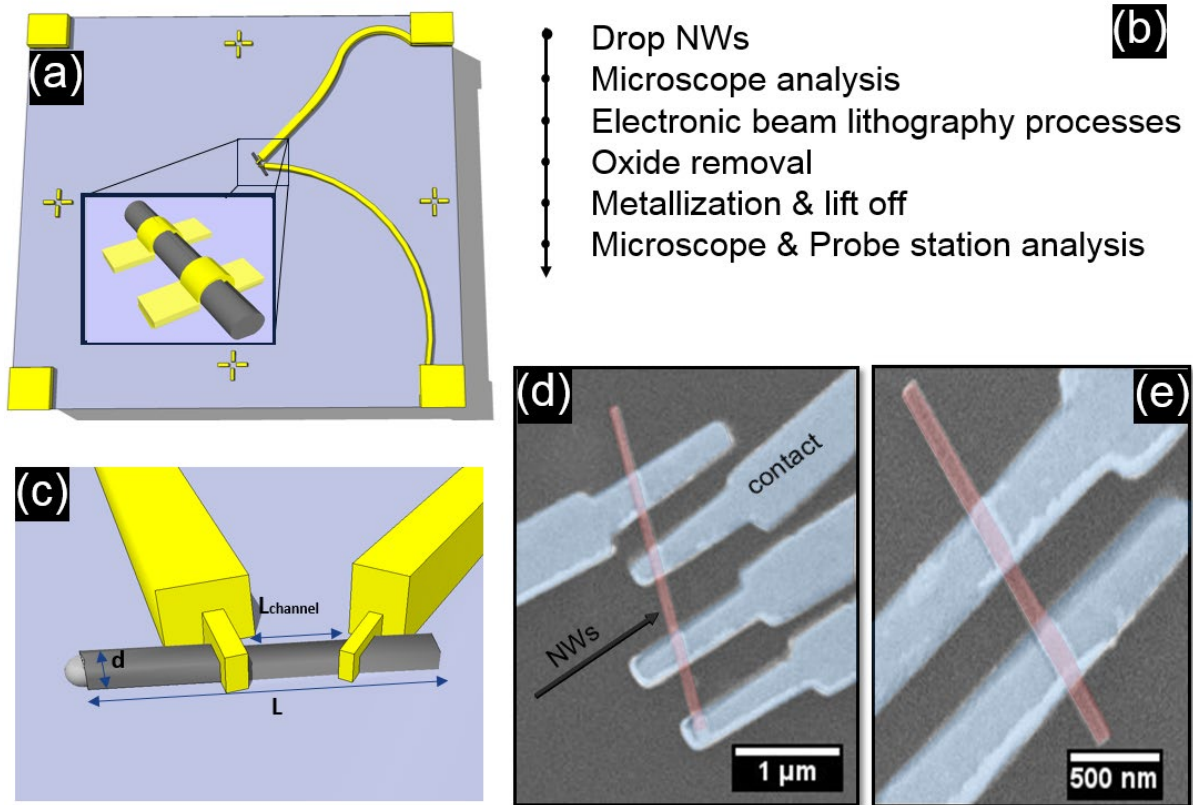 (a)
(b)
Drop NWs
Microscope analysis
Electronic beam lithography processes
Oxide removal
Metallization & lift off
Microscope & Probe station analysis
(c)
Lchannel
d
L
(d)
contact
NWs
1 µm
(e)
500 nm